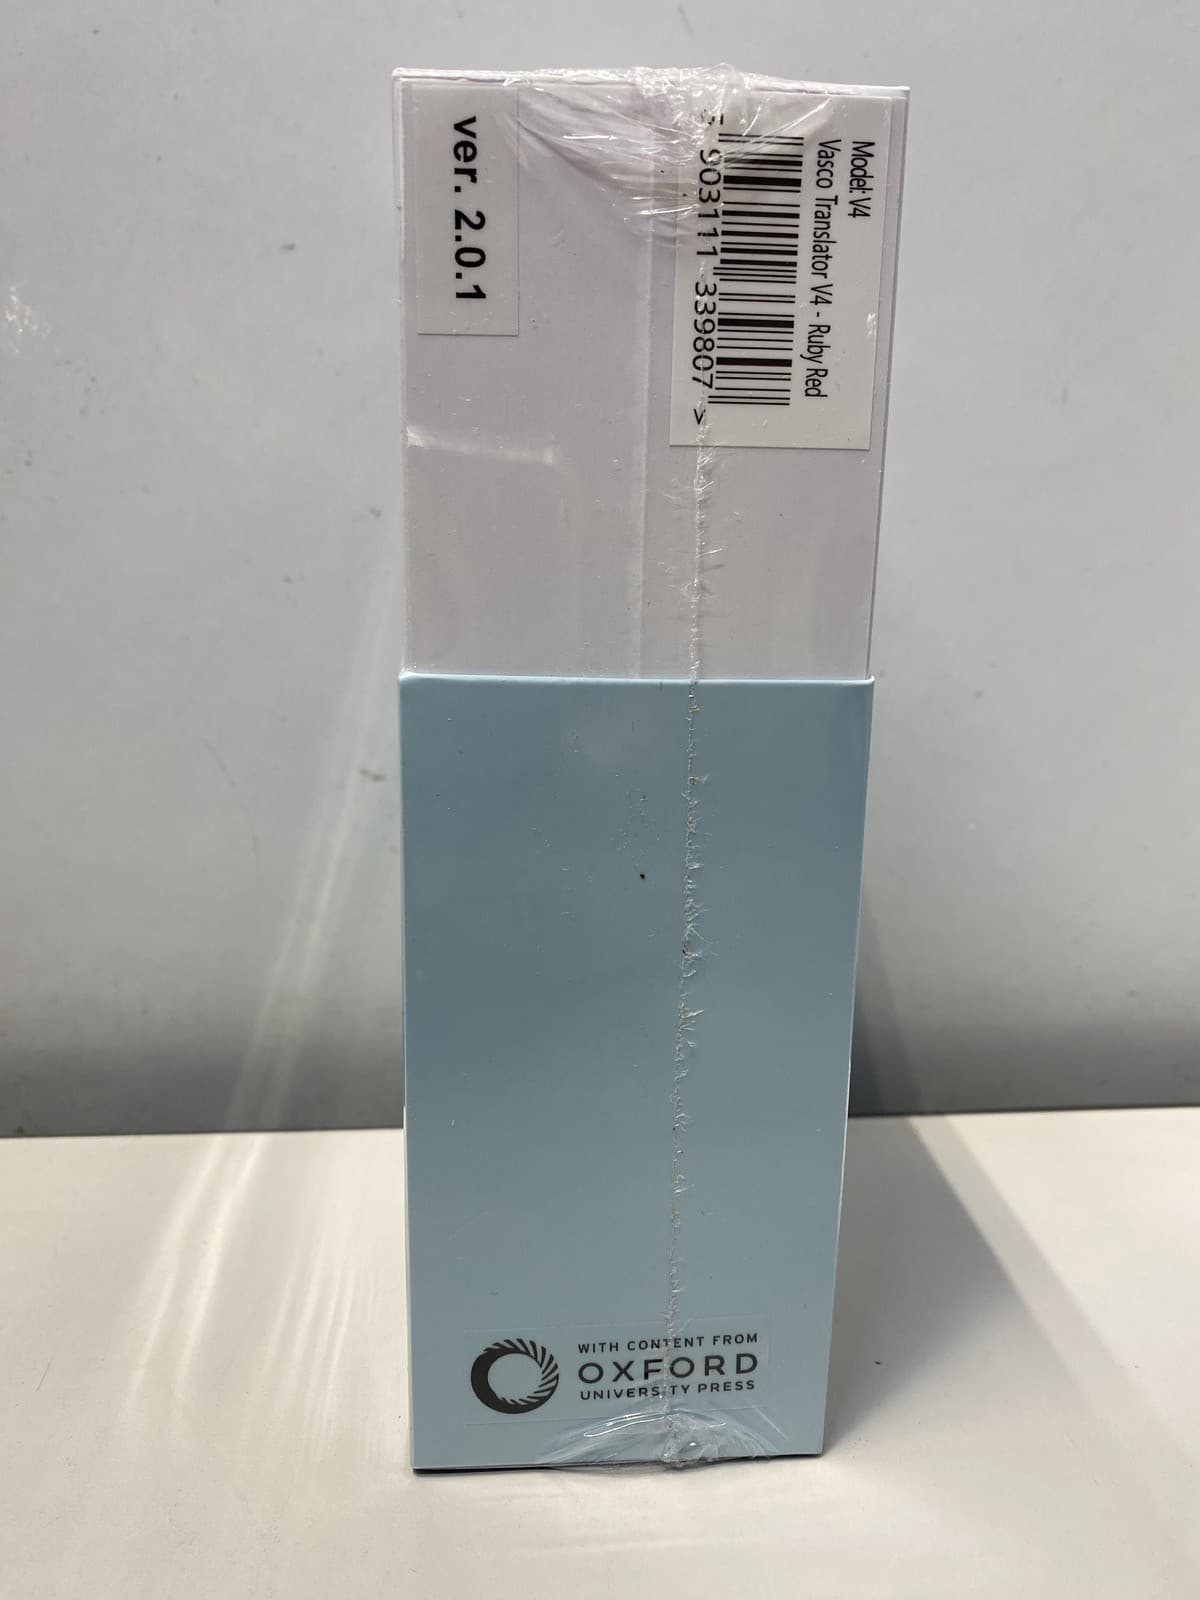 ver. 2.0.1
Model: V4
Vasco Translator V4 - Ruby Red
5 903111 339807 >
WITH CONTENT FROM
OXFORD
UNIVERSITY PRESS